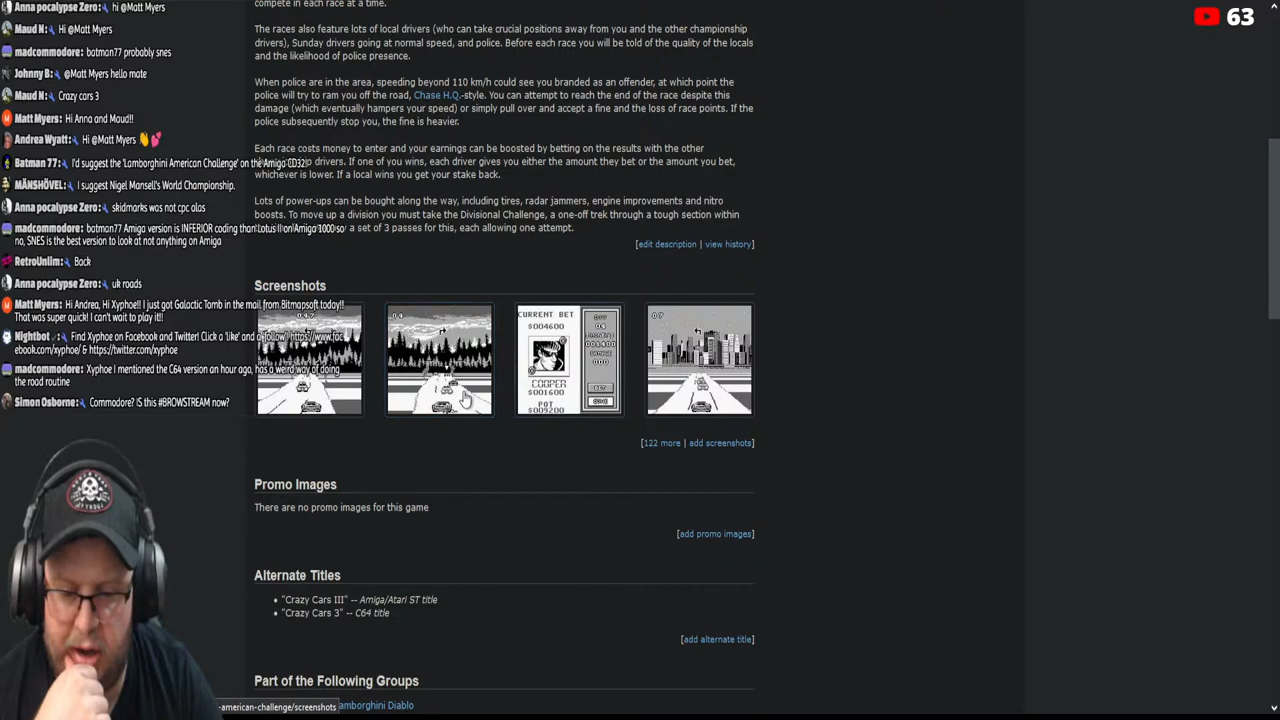 Anna pocalypse Zero: hi @Matt Myers
Maud N: Hi @Matt Myers
madcommodore: batman77 probably snes
Johnny B: @Matt Myers hello mate
Maud N: Crazy cars 3
Matt Myers: Hi Anna and Maud!!
Andrea Wyatt: Hi @Matt Myers 👋💕
Batman 77: I'd suggest the 'Lamborghini American Challenge' on the Amiga CD32!
MÄNSHÖVEL: I suggest Nigel Mansell's World Championship.
Anna pocalypse Zero: skidmarks was not cpc alas
madcommodore: batman77 Amiga version is INFERIOR coding than Lotus II on Amiga 1000 so
no, SNES is the best version to look at not anything on Amiga
RetroUnlim: Back
Anna pocalypse Zero: uk roads
Matt Myers: Hi Andrea, Hi Xyphoe!! I just got Galactic Tomb in the mail from Bitmapsoft today!!
That was super quick! I can't wait to play it!!
Nightbot: Find Xyphoe on Facebook and Twitter! Click a 'like' and a 'follow'! https://www.fac
ebook.com/xyphoe/ & https://twitter.com/xyphoe
madcommodore: Xyphoe I mentioned the C64 version an hour ago, has a weird way of doing
the road routine
Simon Osborne: Commodore? IS this #BROWSTREAM now?
63
compete in each race at a time.
The races also feature lots of local drivers (who can take crucial positions away from you and the other championship
drivers), Sunday drivers going at normal speed, and police. Before each race you will be told of the quality of the locals
and the likelihood of police presence.
When police are in the area, speeding beyond 110 km/h could see you branded as an offender, at which point the
police will try to ram you off the road, Chase H.Q.-style. You can attempt to reach the end of the race despite this
damage (which eventually hampers your speed) or simply pull over and accept a fine and the loss of race points. If the
police subsequently stop you, the fine is heavier.
Each race costs money to enter and your earnings can be boosted by betting on the results with the other
drivers. If one of you wins, each driver gives you either the amount they bet or the amount you bet,
whichever is lower. If a local wins you get your stake back.
Lots of power-ups can be bought along the way, including tires, radar jammers, engine improvements and nitro
boosts. To move up a division you must take the Divisional Challenge, a one-off trek through a tough section within
a set of 3 passes for this, each allowing one attempt.
[edit description | view history]
Screenshots
04
CURRENT BET
$004600
COOPER
$001600
POT
$009200
07
[122 more | add screenshots]
Promo Images
There are no promo images for this game
[add promo images]
Alternate Titles
• "Crazy Cars III" -- Amiga/Atari ST title
• "Crazy Cars 3" -- C64 title
[add alternate title]
Part of the Following Groups
amborghini Diablo
-american-challenge/screenshots